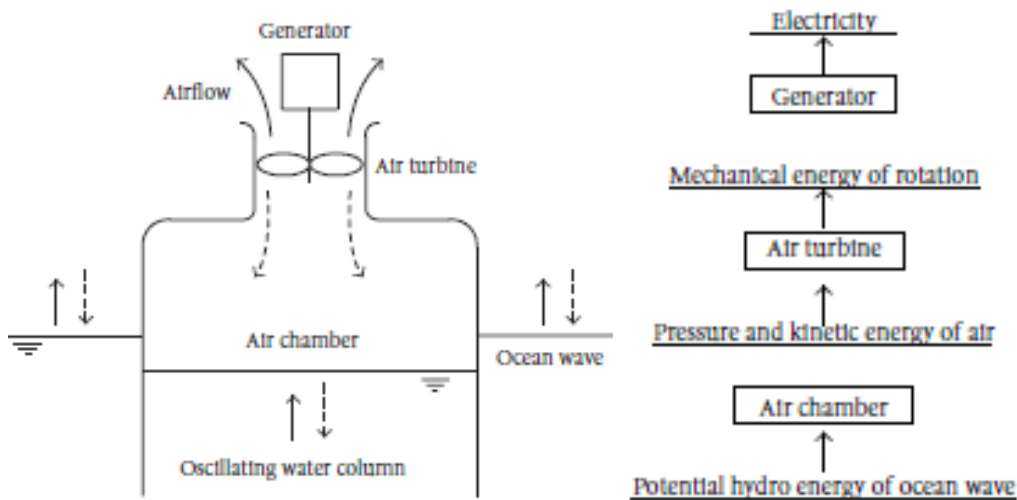 Generator
Airflow
Air turbine
Air chamber
Ocean wave
Oscillating water column
Electricity
Generator
Mechanical energy of rotation
Air turbine
Pressure and kinetic energy of air
Air chamber
Potential hydro energy of ocean wave